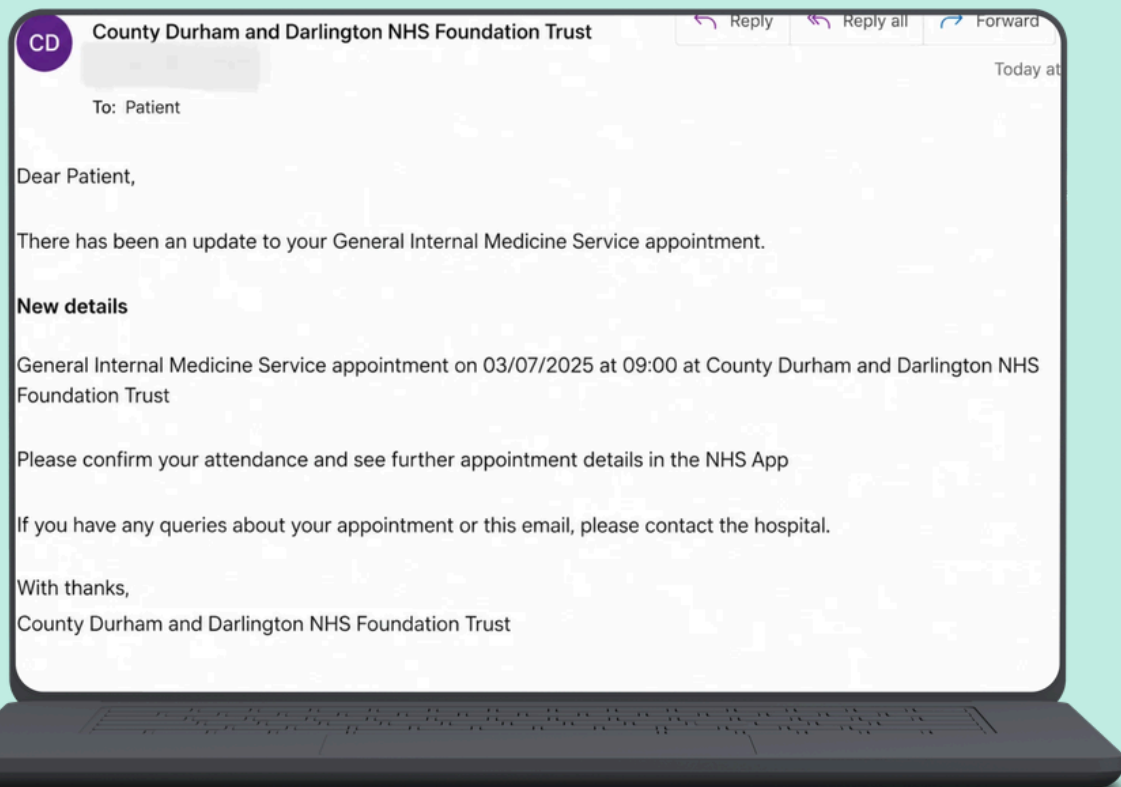 CD
County Durham and Darlington NHS Foundation Trust
Reply
Reply all
Forward
Today at
To: Patient
Dear Patient,
There has been an update to your General Internal Medicine Service appointment.
New details
General Internal Medicine Service appointment on 03/07/2025 at 09:00 at County Durham and Darlington NHS
Foundation Trust
Please confirm your attendance and see further appointment details in the NHS App
If you have any queries about your appointment or this email, please contact the hospital.
With thanks,
County Durham and Darlington NHS Foundation Trust